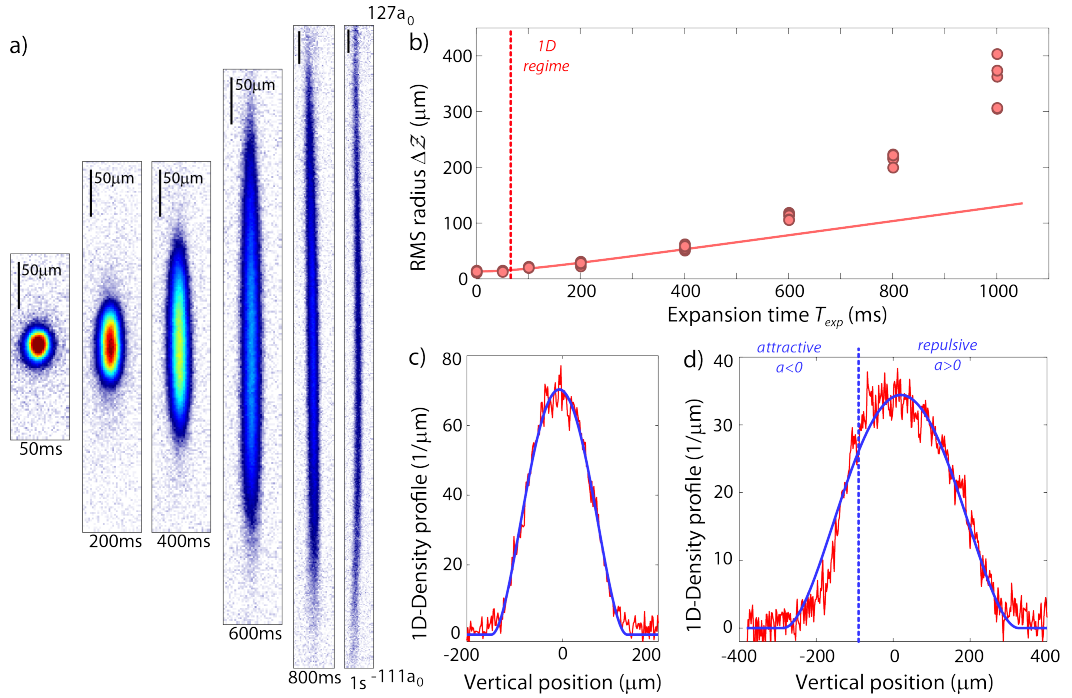 a)
50μm
50ms
50μm
200ms
50μm
400ms
50μm
600ms
800ms
127a0
1s
-111a0
b)
1D
regime
RMS radius Δ𝒵 (μm)
400
300
200
100
0
0
200
400
600
800
1000
Expansion time Texp (ms)
c)
1D-Density profile (1/μm)
80
60
40
20
0
-200
0
200
Vertical position (μm)
d)
attractive
a<0
repulsive
a>0
1D-Density profile (1/μm)
40
30
20
10
0
-400
-200
0
200
400
Vertical position (μm)